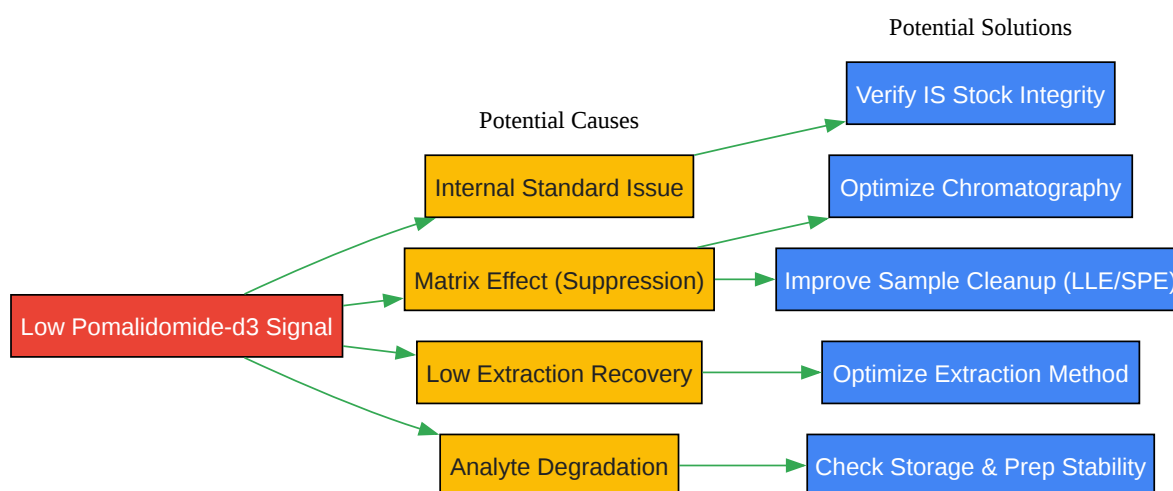 Potential Solutions
Verify IS Stock Integrity
Potential Causes
Internal Standard Issue
Optimize Chromatography
Matrix Effect (Suppression)
Improve Sample Cleanup (LLE/SPE)
Low Pomalidomide-d3 Signal
Low Extraction Recovery
Optimize Extraction Method
Analyte Degradation
Check Storage & Prep Stability